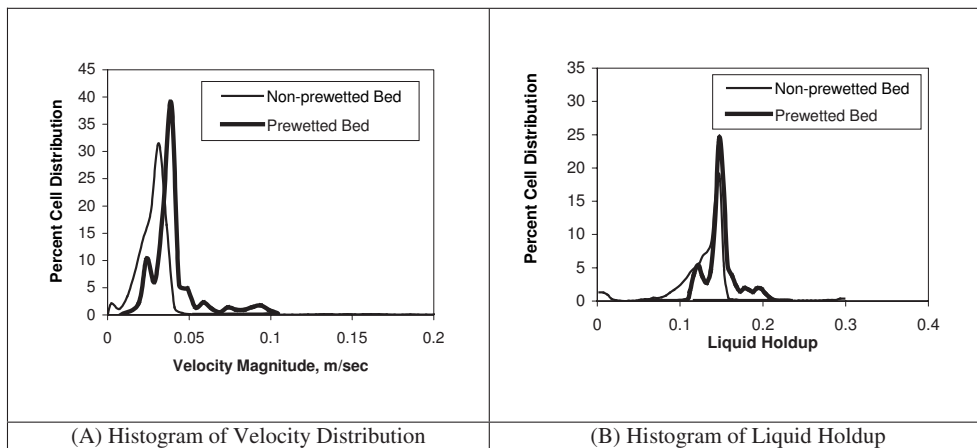 45
40
35
30
25
20
15
10
5
0
Percent Cell Distribution
Non-prewetted Bed
Prewetted Bed
0 0.05 0.1 0.15 0.2
Velocity Magnitude, m/sec
(A) Histogram of Velocity Distribution
35
30
25
20
15
10
5
0
Percent Cell Distribution
Non-prewetted Bed
Prewetted Bed
0 0.1 0.2 0.3 0.4
Liquid Holdup
(B) Histogram of Liquid Holdup